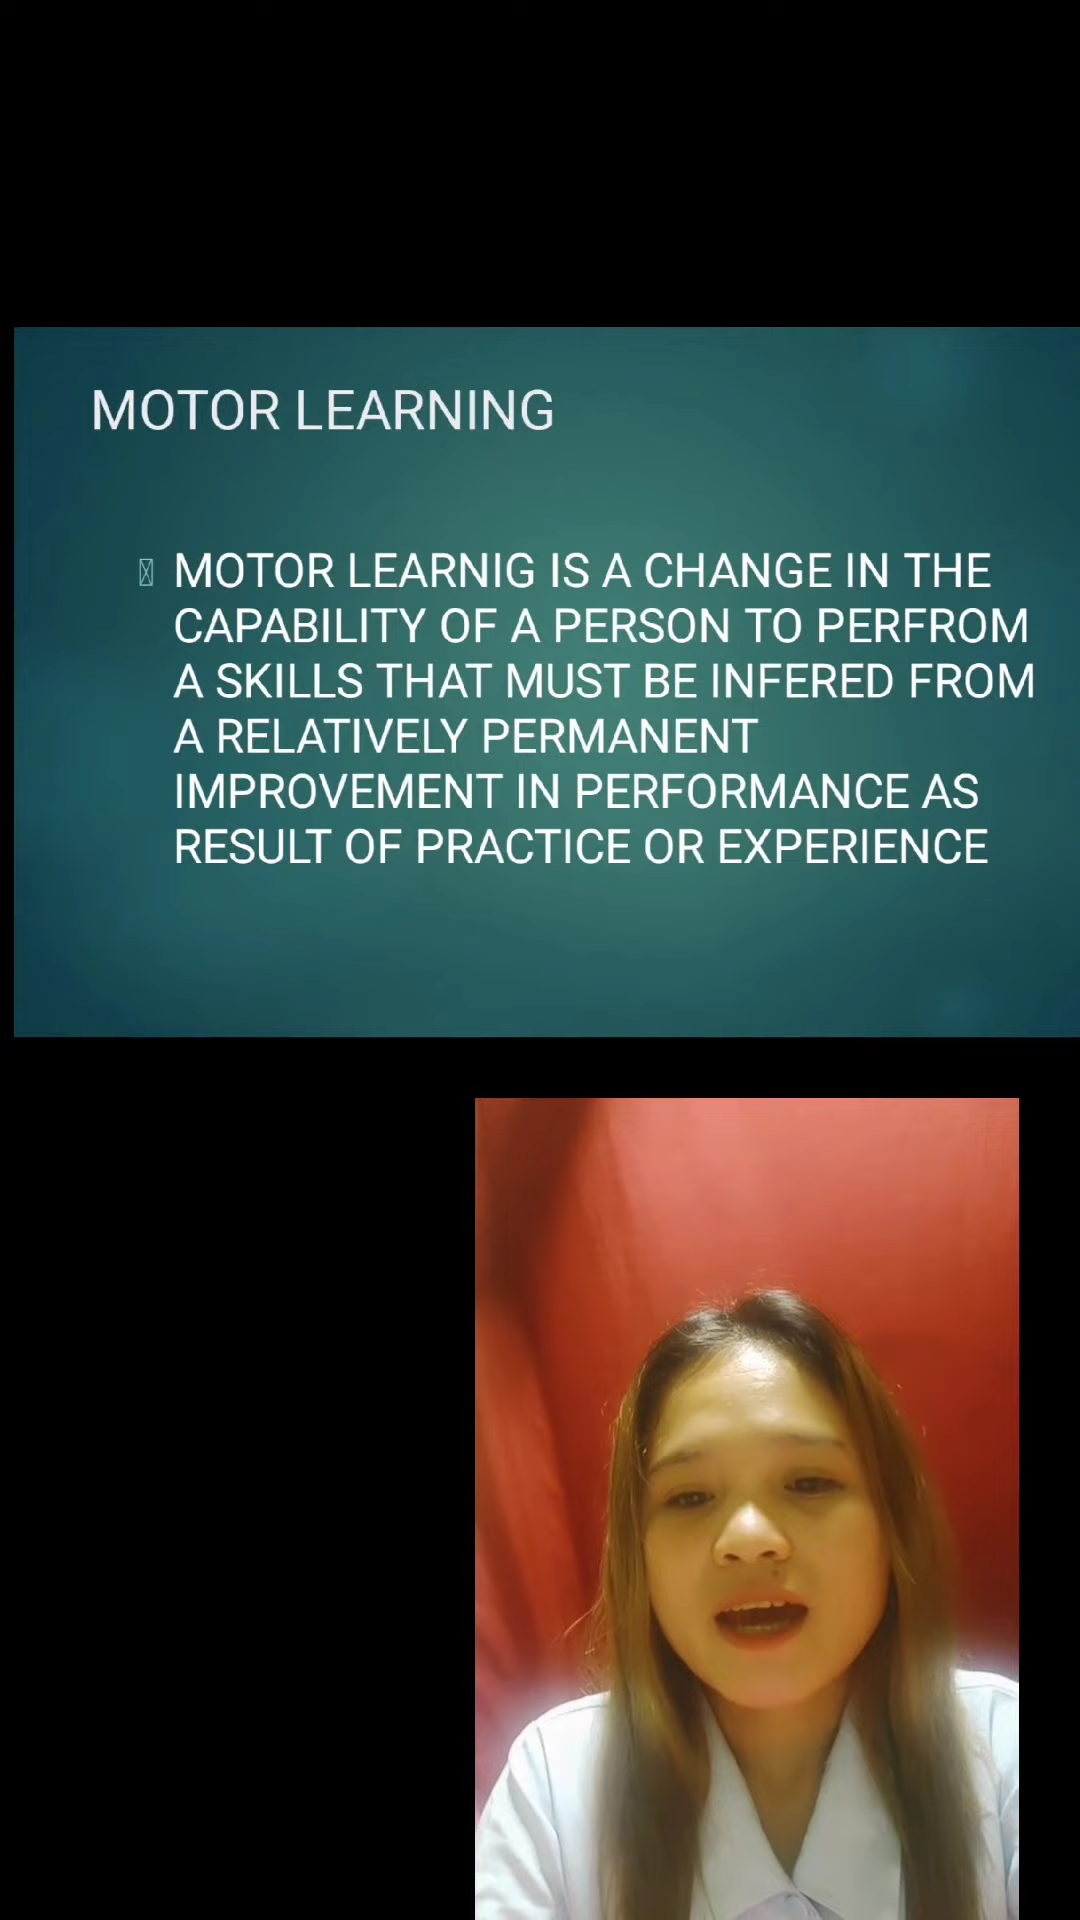 MOTOR LEARNING
MOTOR LEARNIG IS A CHANGE IN THE
CAPABILITY OF A PERSON TO PERFROM
A SKILLS THAT MUST BE INFERED FROM
A RELATIVELY PERMANENT
IMPROVEMENT IN PERFORMANCE AS
RESULT OF PRACTICE OR EXPERIENCE